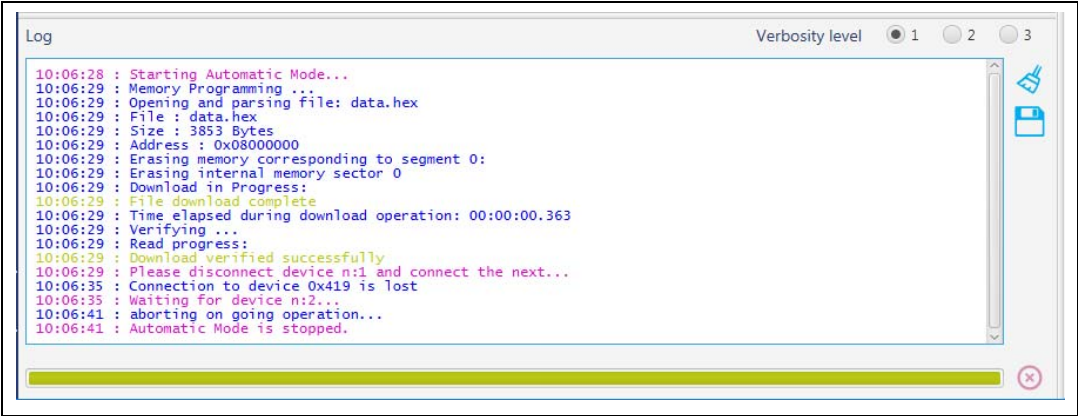 Log
Verbosity level 1 2 3
10:06:28 : Starting Automatic Mode...
10:06:29 : Memory Programming ...
10:06:29 : Opening and parsing file: data.hex
10:06:29 : File : data.hex
10:06:29 : Size : 3853 Bytes
10:06:29 : Address : 0x08000000
10:06:29 : Erasing memory corresponding to segment 0:
10:06:29 : Erasing internal memory sector 0
10:06:29 : Download in Progress:
10:06:29 : File download complete
10:06:29 : Time elapsed during download operation: 00:00:00.363
10:06:29 : Verifying ...
10:06:29 : Read progress:
10:06:29 : Download verified successfully
10:06:29 : Please disconnect device n:1 and connect the next...
10:06:35 : Connection to device 0x419 is lost
10:06:35 : Waiting for device n:2...
10:06:41 : aborting on going operation...
10:06:41 : Automatic Mode is stopped.